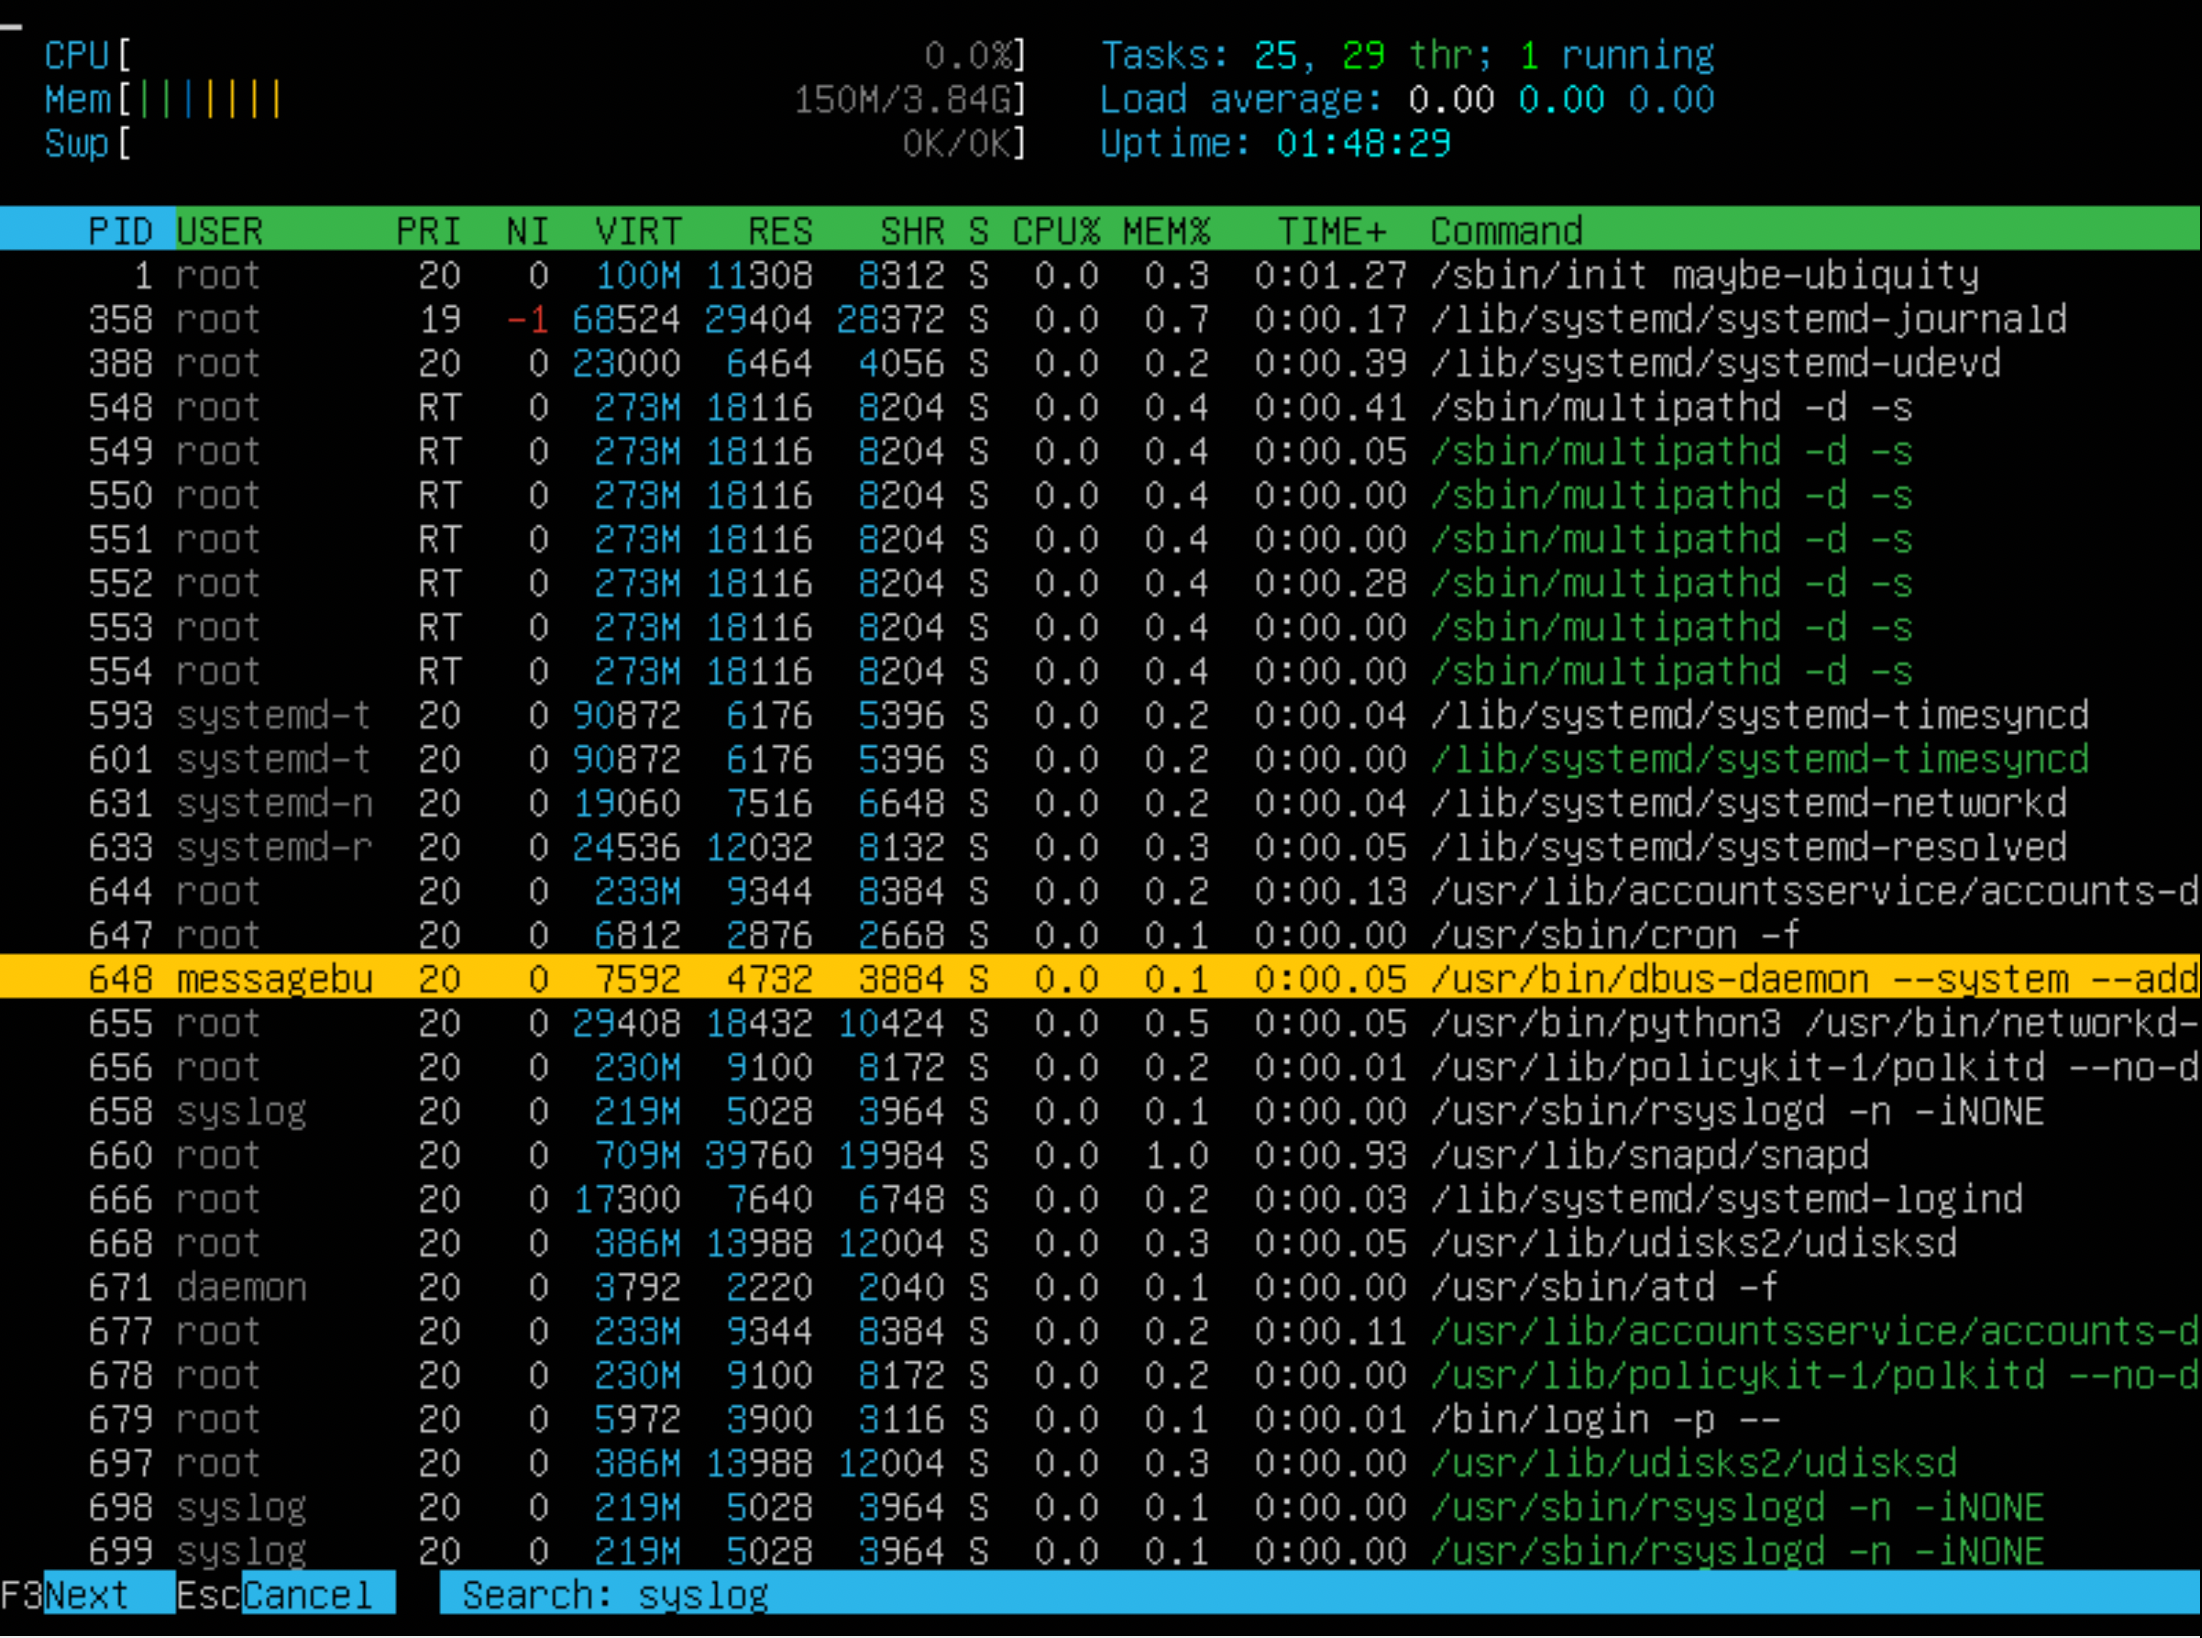 CPU[ 0.0%] Tasks: 25, 29 thr; 1 running
Mem[||||||| 150M/3.84G] Load average: 0.00 0.00 0.00
Swp[ 0K/0K] Uptime: 01:48:29
PID USER PRI NI VIRT RES SHR S CPU% MEM% TIME+ Command
1 root 20 0 100M 11308 8312 S 0.0 0.3 0:01.27 /sbin/init maybe-ubiquity
358 root 19 -1 68524 29404 28372 S 0.0 0.7 0:00.17 /lib/systemd/systemd-journald
388 root 20 0 23000 6464 4056 S 0.0 0.2 0:00.39 /lib/systemd/systemd-udevd
548 root RT 0 273M 18116 8204 S 0.0 0.4 0:00.41 /sbin/multipathd -d -s
549 root RT 0 273M 18116 8204 S 0.0 0.4 0:00.05 /sbin/multipathd -d -s
550 root RT 0 273M 18116 8204 S 0.0 0.4 0:00.00 /sbin/multipathd -d -s
551 root RT 0 273M 18116 8204 S 0.0 0.4 0:00.00 /sbin/multipathd -d -s
552 root RT 0 273M 18116 8204 S 0.0 0.4 0:00.28 /sbin/multipathd -d -s
553 root RT 0 273M 18116 8204 S 0.0 0.4 0:00.00 /sbin/multipathd -d -s
554 root RT 0 273M 18116 8204 S 0.0 0.4 0:00.00 /sbin/multipathd -d -s
593 systemd-t 20 0 90872 6176 5396 S 0.0 0.2 0:00.04 /lib/systemd/systemd-timesyncd
601 systemd-t 20 0 90872 6176 5396 S 0.0 0.2 0:00.00 /lib/systemd/systemd-timesyncd
631 systemd-n 20 0 19060 7516 6648 S 0.0 0.2 0:00.04 /lib/systemd/systemd-networkd
633 systemd-r 20 0 24536 12032 8132 S 0.0 0.3 0:00.05 /lib/systemd/systemd-resolved
644 root 20 0 233M 9344 8384 S 0.0 0.2 0:00.13 /usr/lib/accountsservice/accounts-d
647 root 20 0 6812 2876 2668 S 0.0 0.1 0:00.00 /usr/sbin/cron -f
648 messagebu 20 0 7592 4732 3884 S 0.0 0.1 0:00.05 /usr/bin/dbus-daemon --system --add
655 root 20 0 29408 18432 10424 S 0.0 0.5 0:00.05 /usr/bin/python3 /usr/bin/networkd-
656 root 20 0 230M 9100 8172 S 0.0 0.2 0:00.01 /usr/lib/policykit-1/polkitd --no-d
658 syslog 20 0 219M 5028 3964 S 0.0 0.1 0:00.00 /usr/sbin/rsyslogd -n -iNONE
660 root 20 0 709M 39760 19984 S 0.0 1.0 0:00.93 /usr/lib/snapd/snapd
666 root 20 0 17300 7640 6748 S 0.0 0.2 0:00.03 /lib/systemd/systemd-logind
668 root 20 0 386M 13988 12004 S 0.0 0.3 0:00.05 /usr/lib/udisks2/udisksd
671 daemon 20 0 3792 2220 2040 S 0.0 0.1 0:00.00 /usr/sbin/atd -f
677 root 20 0 233M 9344 8384 S 0.0 0.2 0:00.11 /usr/lib/accountsservice/accounts-d
678 root 20 0 230M 9100 8172 S 0.0 0.2 0:00.00 /usr/lib/policykit-1/polkitd --no-d
679 root 20 0 5972 3900 3116 S 0.0 0.1 0:00.01 /bin/login -p --
697 root 20 0 386M 13988 12004 S 0.0 0.3 0:00.00 /usr/lib/udisks2/udisksd
698 syslog 20 0 219M 5028 3964 S 0.0 0.1 0:00.00 /usr/sbin/rsyslogd -n -iNONE
699 syslog 20 0 219M 5028 3964 S 0.0 0.1 0:00.00 /usr/sbin/rsyslogd -n -iNONE
F3Next EscCancel Search: syslog